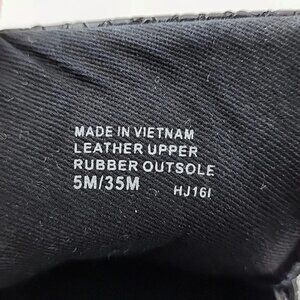 MADE IN VIETNAM
LEATHER UPPER
RUBBER OUTSOLE
5M/35M HJ16I